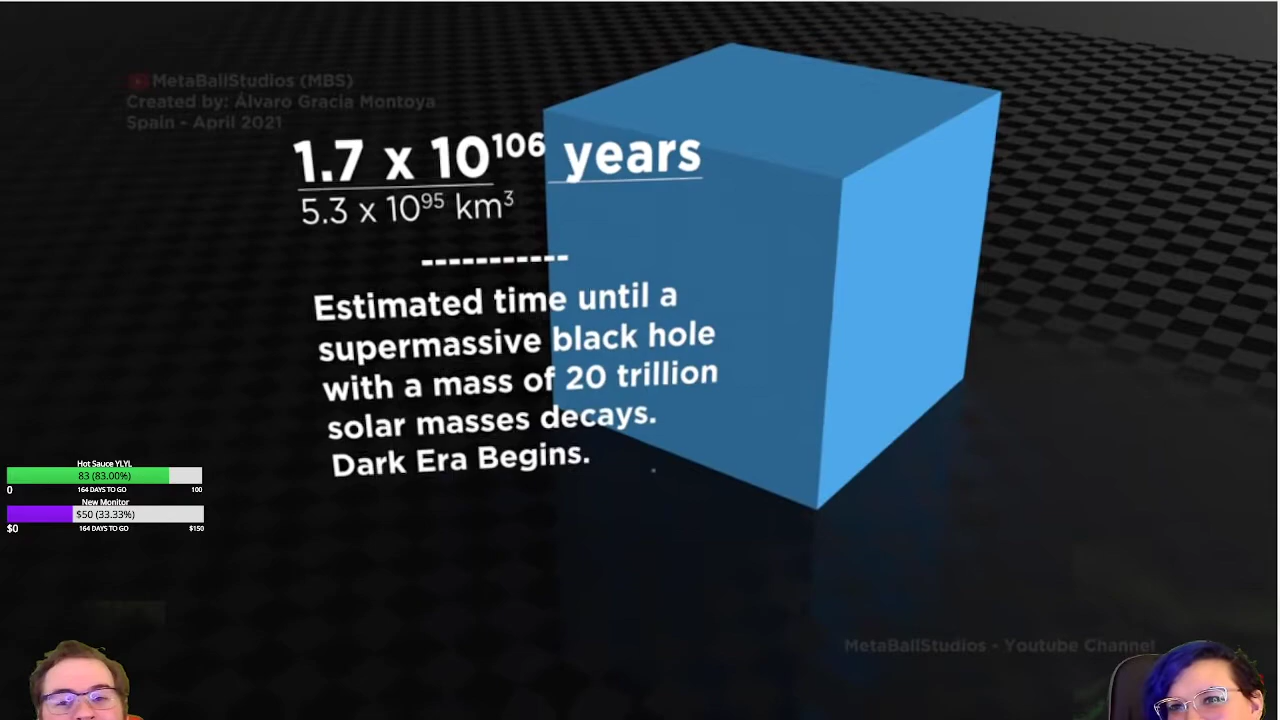 MetaBallStudios (MBS)
Created by: Álvaro Gracia Montoya
Spain - April 2021
1.7 x 10¹⁰⁶ years
5.3 x 10⁹⁵ km³
-----------
Estimated time until a
supermassive black hole
with a mass of 20 trillion
solar masses decays.
Dark Era Begins.
Hot Sauce YLYL
83 (83.00%)
0 164 DAYS TO GO 100
New Monitor
$50 (33.33%)
$0 164 DAYS TO GO $150
MetaBallStudios - Youtube Channel